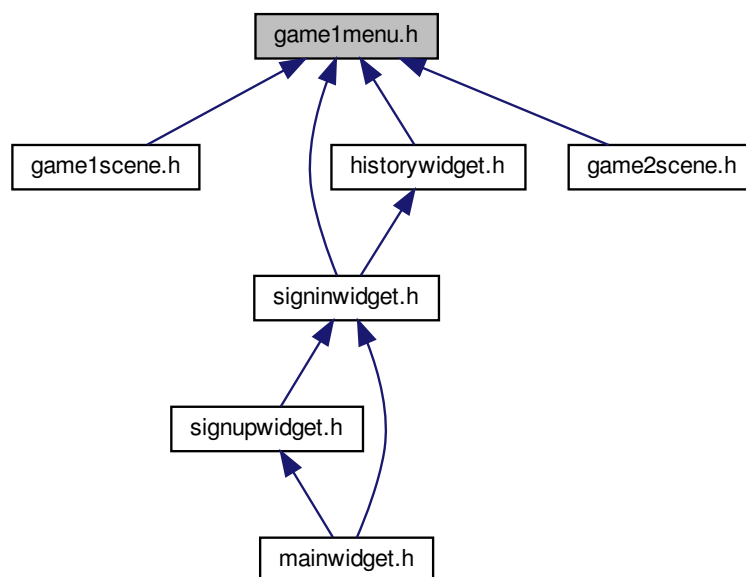 game1menu.h
game1scene.h
historywidget.h
game2scene.h
signinwidget.h
signupwidget.h
mainwidget.h